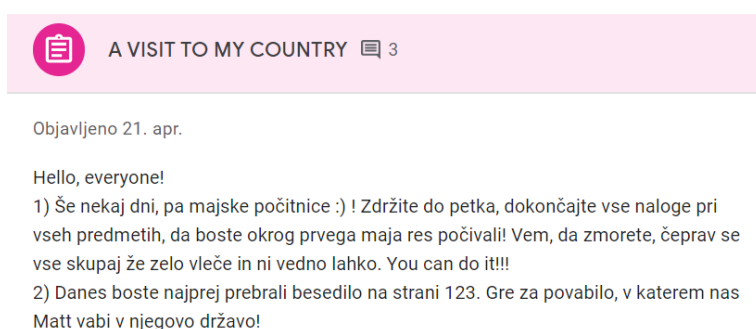 A VISIT TO MY COUNTRY 3
Objavljeno 21. apr.
Hello, everyone!
1) Še nekaj dni, pa majske počitnice :) ! Zdržite do petka, dokončajte vse naloge pri
vseh predmetih, da boste okrog prvega maja res počivali! Vem, da zmorete, čeprav se
vse skupaj že zelo vleče in ni vedno lahko. You can do it!!!
2) Danes boste najprej prebrali besedilo na strani 123. Gre za povabilo, v katerem nas
Matt vabi v njegovo državo!